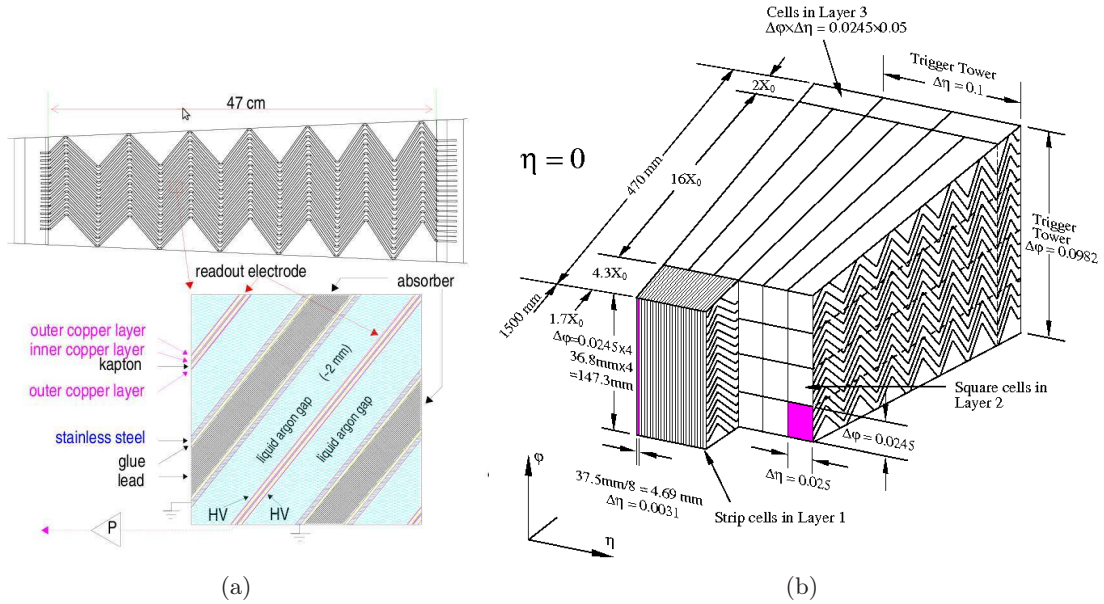 47 cm
readout electrode
absorber
outer copper layer
inner copper layer
kapton
outer copper layer
stainless steel
glue
lead
(~2 mm)
liquid argon gap
liquid argon gap
HV
HV
P
(a)
Cells in Layer 3
Δφ×Δη = 0.0245×0.05
Trigger Tower
Δη = 0.1
2X₀
η = 0
470 mm
16X₀
Trigger
Tower
Δφ = 0.0982
4.3X₀
1500 mm
1.7X₀
Δφ=0.0245x4
36.8mmx4
=147.3mm
Square cells in
Layer 2
Δφ = 0.0245
Δη = 0.025
37.5mm/8 = 4.69 mm
Δη = 0.0031
Strip cells in Layer 1
φ
η
(b)